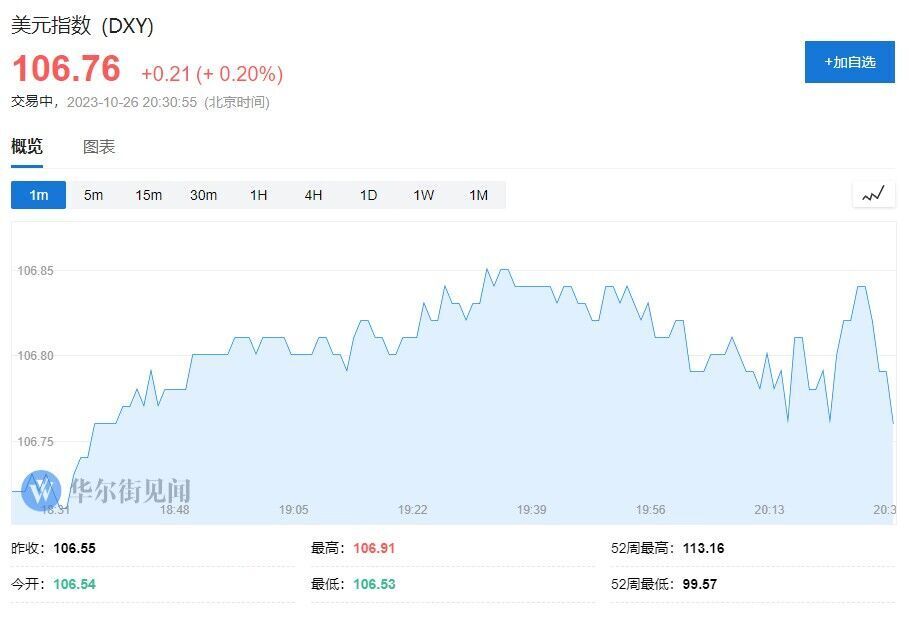 美元指数 (DXY)
106.76 +0.21 (+ 0.20%)
+加自选
交易中，2023-10-26 20:30:55 (北京时间)
概览 图表
1m 5m 15m 30m 1H 4H 1D 1W 1M
106.85
106.80
106.75
华尔街见闻
18:31 18:48 19:05 19:22 19:39 19:56 20:13 20:3
昨收： 106.55 最高： 106.91 52周最高： 113.16
今开： 106.54 最低： 106.53 52周最低： 99.57